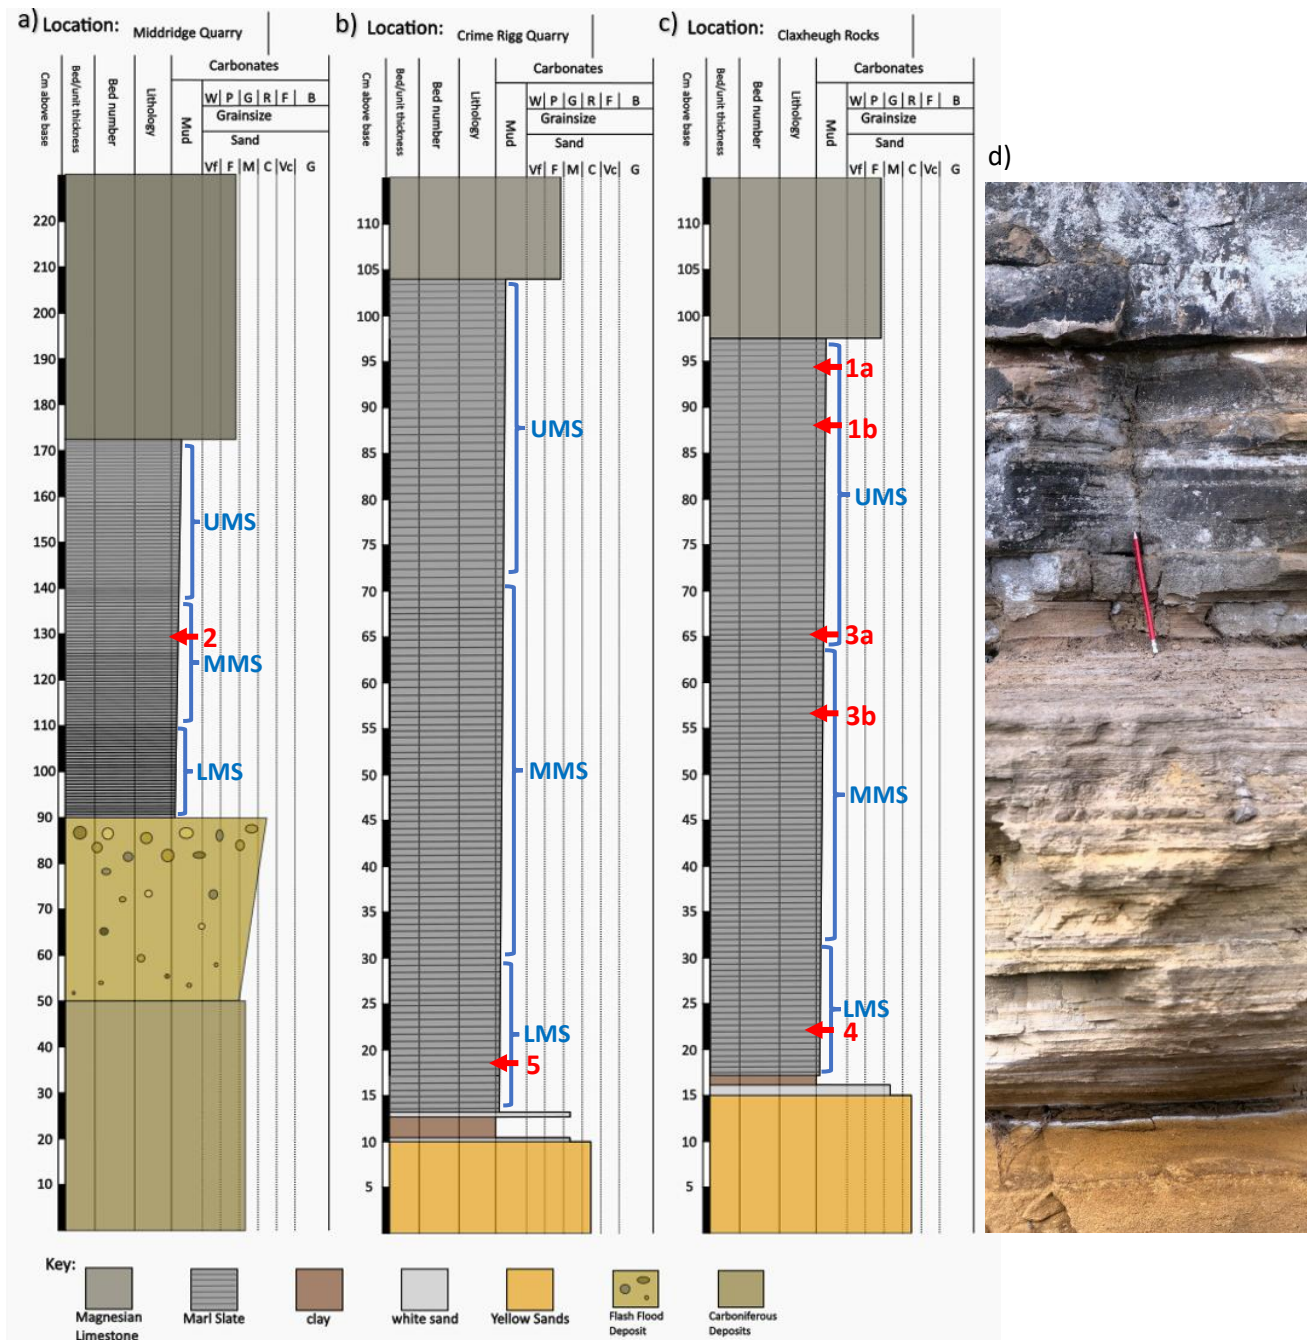 a) Location: Middridge Quarry
Cm above base
Bed/unit thickness
Bed number
Lithology
Carbonates
Mud
W P G R F B
Grainsize
Sand
Vf F M C Vc G
220
210
200
190
180
170
160
150
140
130
120
110
100
90
80
70
60
50
40
30
20
10
UMS
2
MMS
LMS
b) Location: Crime Rigg Quarry
Cm above base
Bed/unit thickness
Bed number
Lithology
Carbonates
Mud
W P G R F B
Grainsize
Sand
Vf F M C Vc G
110
105
100
95
90
85
80
75
70
65
60
55
50
45
40
35
30
25
20
15
10
5
UMS
MMS
LMS
5
c) Location: Claxheugh Rocks
Cm above base
Bed/unit thickness
Bed number
Lithology
Carbonates
Mud
W P G R F B
Grainsize
Sand
Vf F M C Vc G
110
105
100
95
90
85
80
75
70
65
60
55
50
45
40
35
30
25
20
15
10
5
1a
1b
UMS
3a
3b
MMS
LMS
4
d)
Key:
Magnesian
Limestone
Marl Slate
clay
white sand
Yellow Sands
Flash Flood
Deposit
Carboniferous
Deposits